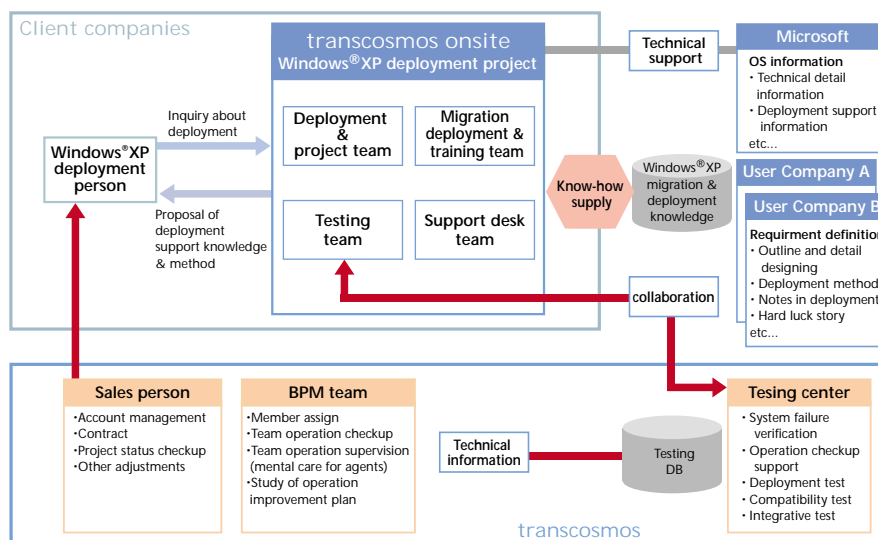 Client companies
transcosmos onsite
Windows®XP deployment project
Technical
support
Microsoft
OS information
・Technical detail
information
・Deployment support
information
etc...
Inquiry about
deployment
Deployment
&
project team
Migration
deployment &
training team
Windows®XP
deployment
person
Know-how
supply
Windows®XP
migration &
deployment
knowledge
User Company A
User Company B
Proposal of
deployment
support knowledge
& method
Testing
team
Support desk
team
Requirment definition
・Outline and detail
designing
・Deployment method
・Notes in deployment
・Hard luck story
etc...
collaboration
Sales person
・Account management
・Contract
・Project status checkup
・Other adjustments
BPM team
・Member assign
・Team operation checkup
・Team operation supervision
(mental care for agents)
・Study of operation
improvement plan
Technical
information
Testing
DB
Tesing center
・System failure
verification
・Operation checkup
support
・Deployment test
・Compatibility test
・Integrative test
transcosmos